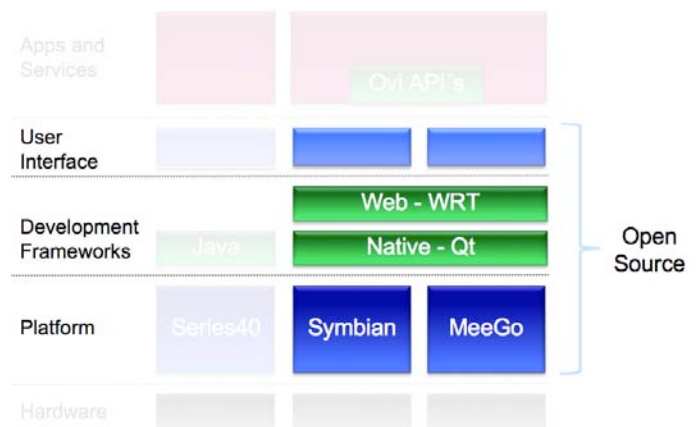 Apps and
Services
Ovi API´s
User
Interface
Web - WRT
Development
Frameworks
Java
Native - Qt
Open
Source
Platform
Series40
Symbian
MeeGo
Hardware